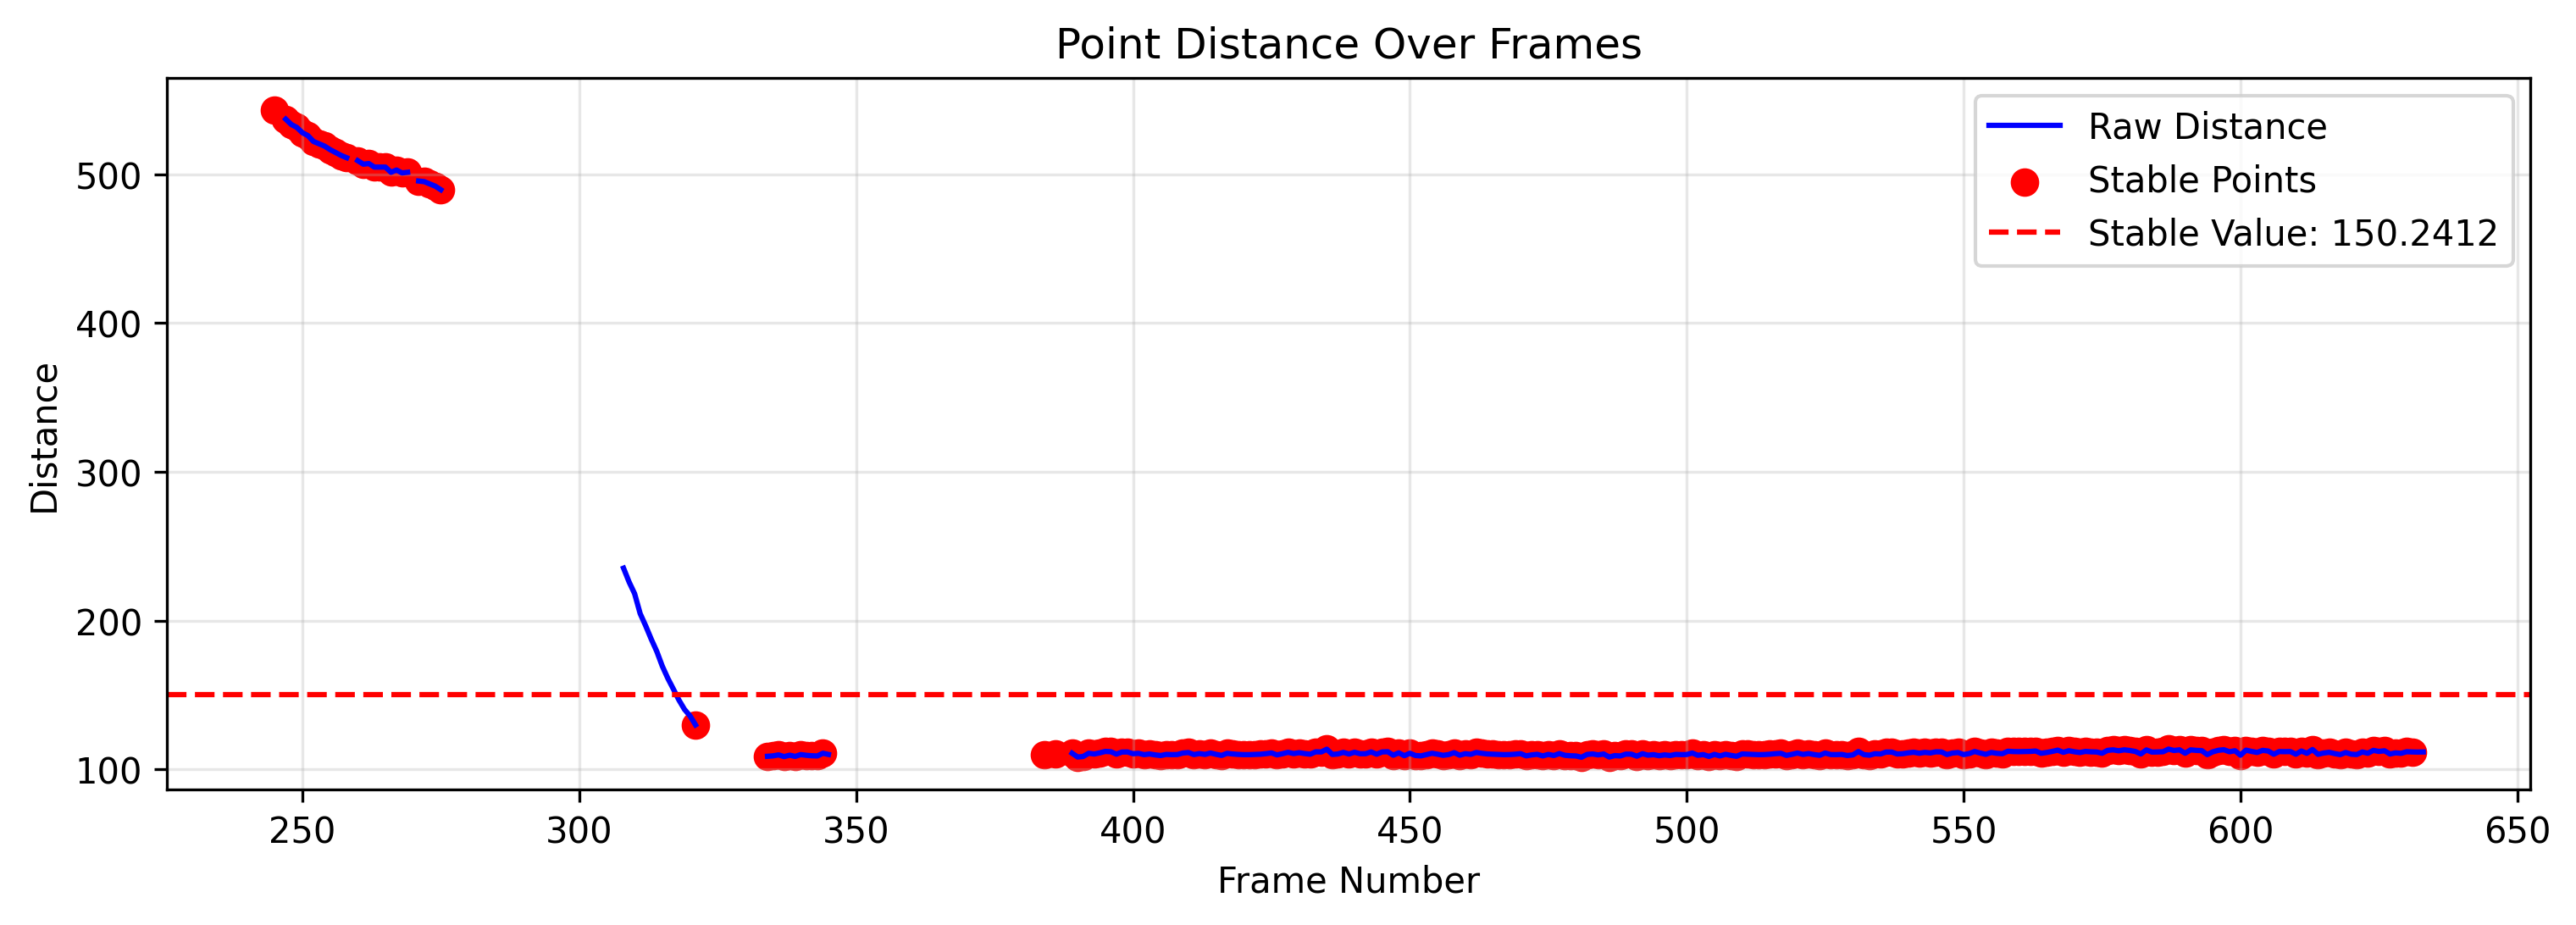 Point Distance Over Frames
Raw Distance
Stable Points
Stable Value: 150.2412
Distance
500
400
300
200
100
250 300 350 400 450 500 550 600 650
Frame Number